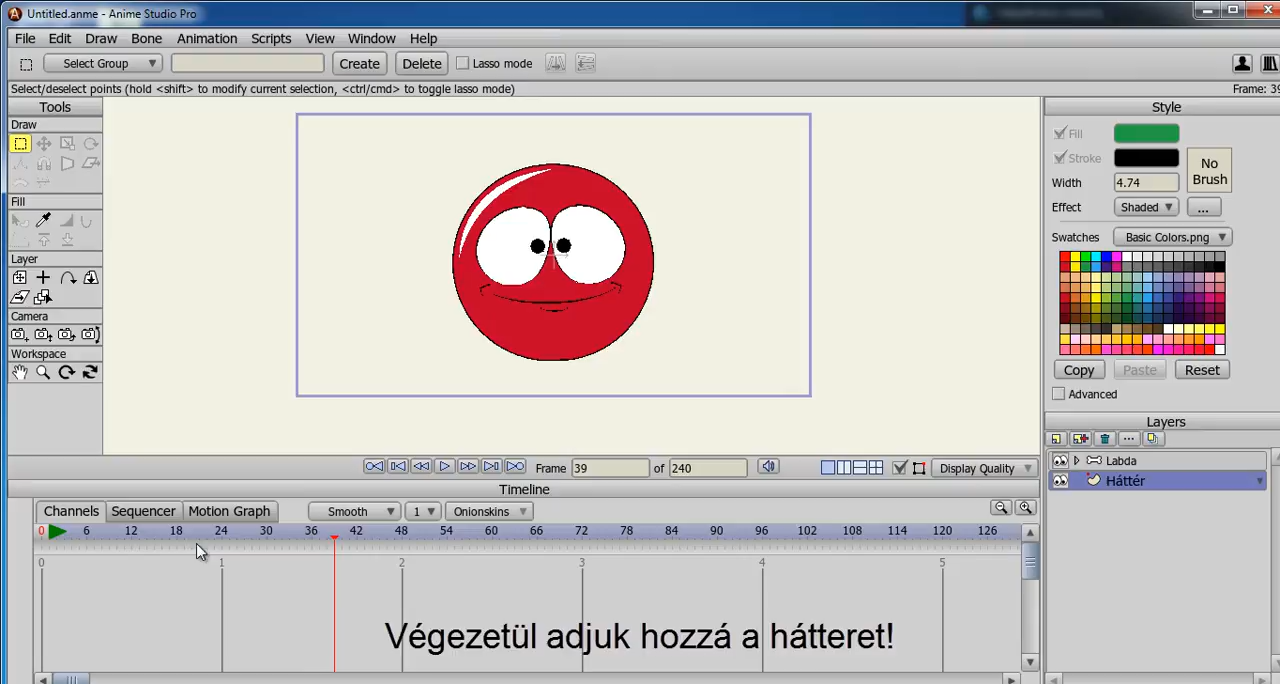 Untitled.anme - Anime Studio Pro
File Edit Draw Bone Animation Scripts View Window Help
Select Group Create Delete Lasso mode
Select/deselect points (hold <shift> to modify current selection, <ctrl/cmd> to toggle lasso mode) Frame: 39
Tools
Draw
Fill
Layer
Camera
Workspace
Style
Fill
Stroke
Width 4.74
No
Brush
Effect Shaded ...
Swatches Basic Colors.png
Copy Paste Reset
Advanced
Layers
Labda
Háttér
Frame 39 of 240 Display Quality
Timeline
Channels Sequencer Motion Graph Smooth 1 Onionskins
0 6 12 18 24 30 36 42 48 54 60 66 72 78 84 90 96 102 108 114 120 126
0 1 2 3 4 5
Végezetül adjuk hozzá a hátteret!